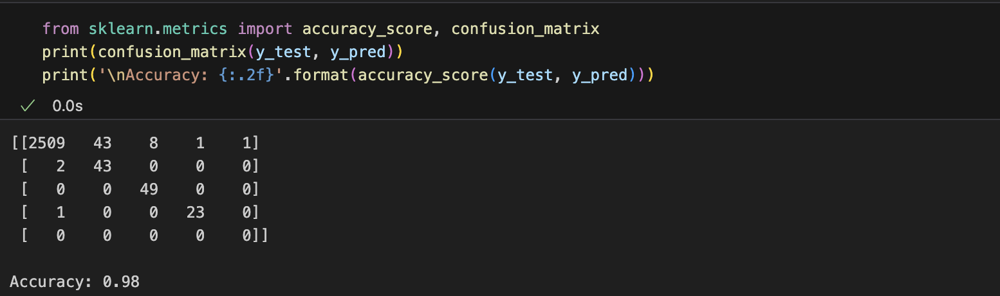 from sklearn.metrics import accuracy_score, confusion_matrix
print(confusion_matrix(y_test, y_pred))
print('\nAccuracy: {:.2f}'.format(accuracy_score(y_test, y_pred)))
0.0s
[[2509   43    8    1    1]
 [   2   43    0    0    0]
 [   0    0   49    0    0]
 [   1    0    0   23    0]
 [   0    0    0    0    0]]
Accuracy: 0.98